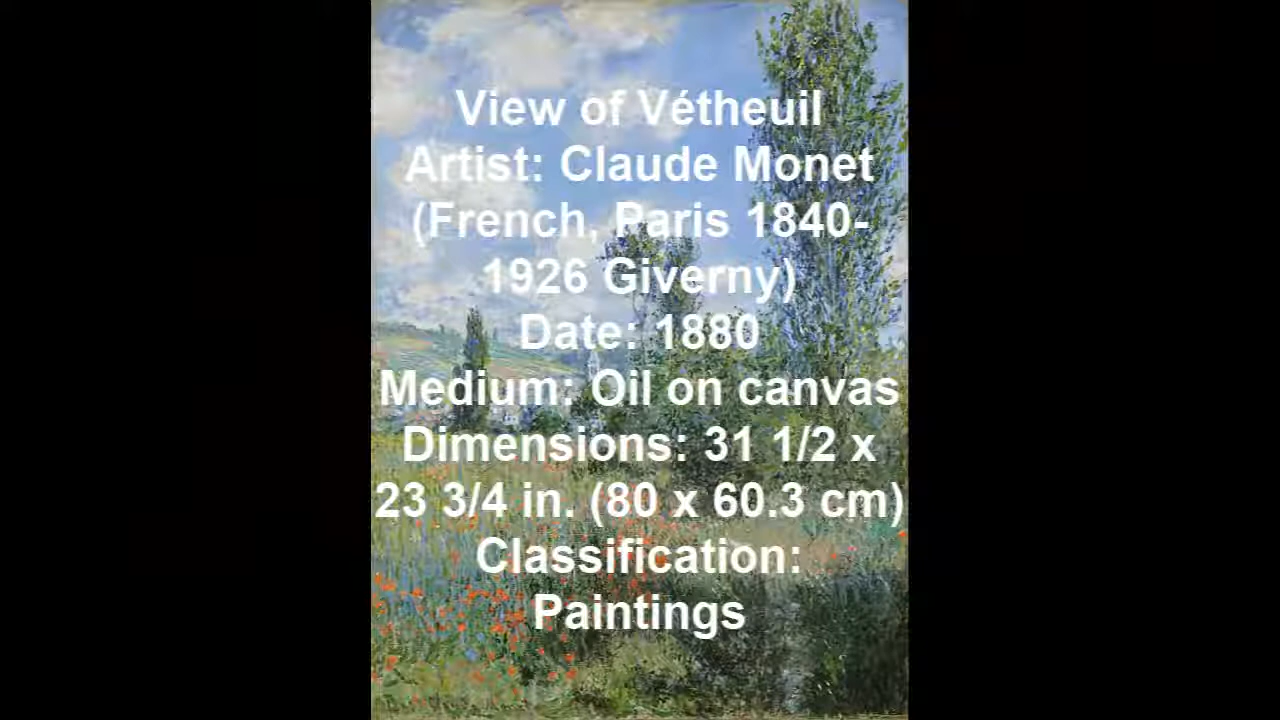 View of Vétheuil
Artist: Claude Monet
(French, Paris 1840-
1926 Giverny)
Date: 1880
Medium: Oil on canvas
Dimensions: 31 1/2 x
23 3/4 in. (80 x 60.3 cm)
Classification:
Paintings